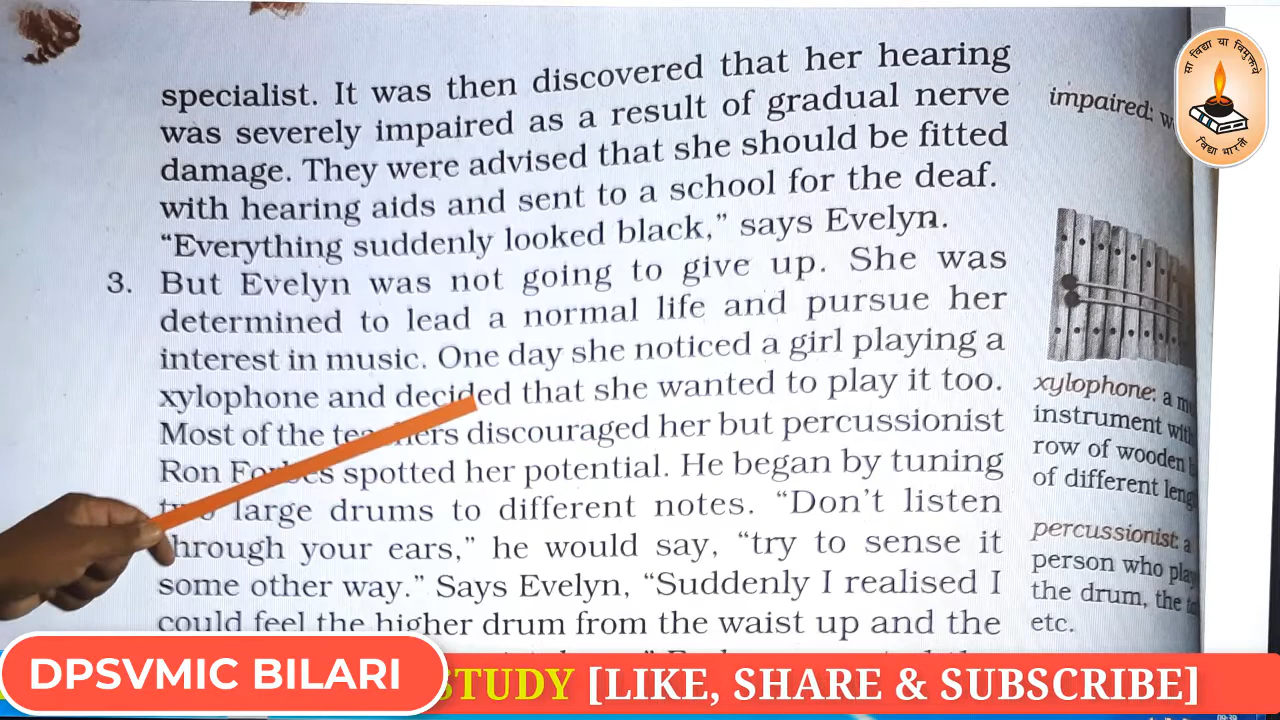 specialist. It was then discovered that her hearing
was severely impaired as a result of gradual nerve
damage. They were advised that she should be fitted
with hearing aids and sent to a school for the deaf.
“Everything suddenly looked black,” says Evelyn.
3. But Evelyn was not going to give up. She was
determined to lead a normal life and pursue her
interest in music. One day she noticed a girl playing a
xylophone and decided that she wanted to play it too.
Most of the teachers discouraged her but percussionist
Ron Forbes spotted her potential. He began by tuning
two large drums to different notes. “Don’t listen
through your ears,” he would say, “try to sense it
some other way.” Says Evelyn, “Suddenly I realised I
could feel the higher drum from the waist up and the
impaired: w
xylophone: a
instrument
row of wooden
of different
percussionist: a
person who play
the drum, the
etc.
सा विद्या या विमुक्तये
विद्या भारती
DPSVMIC BILARI
STUDY [LIKE, SHARE & SUBSCRIBE]